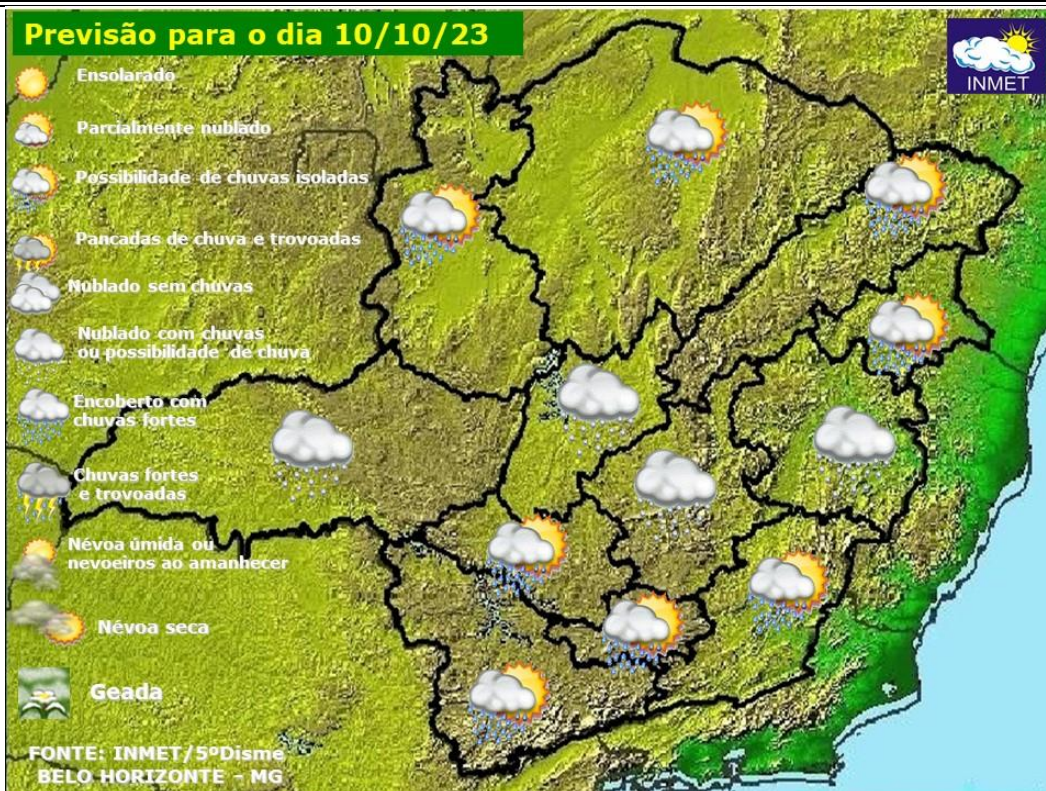 Previsão para o dia 10/10/23
INMET
Ensolarado
Parcialmente nublado
Possibilidade de chuvas isoladas
Pancadas de chuva e trovoadas
Nublado sem chuvas
Nublado com chuvas
ou possibilidade de chuva
Encoberto com
chuvas fortes
Chuvas fortes
e trovoadas
Névoa úmida ou
nevoeiros ao amanhecer
Névoa seca
Geada
FONTE: INMET/5ºDisme
BELO HORIZONTE - MG